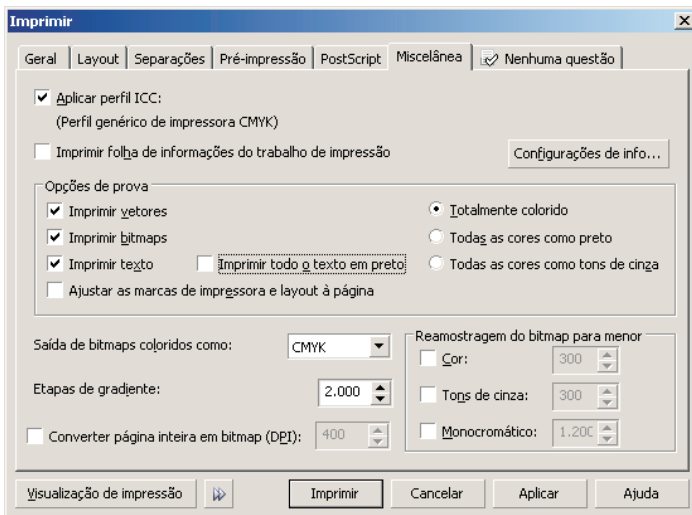 Imprimir
Geral Layout Separações Pré-impressão PostScript Miscelânea Nenhuma questão
Aplicar perfil ICC:
(Perfil genérico de impressora CMYK)
Imprimir folha de informações do trabalho de impressão Configurações de info...
Opções de prova
Imprimir vetores Totalmente colorido
Imprimir bitmaps Todas as cores como preto
Imprimir texto Imprimir todo o texto em preto Todas as cores como tons de cinza
Ajustar as marcas de impressora e layout à página
Saída de bitmaps coloridos como: CMYK Reamostragem do bitmap para menor
Cor: 300
Etapas de gradiente: 2.000 Tons de cinza: 300
Converter página inteira em bitmap (DPI): 400 Monocromático: 1.200
Visualização de impressão Imprimir Cancelar Aplicar Ajuda